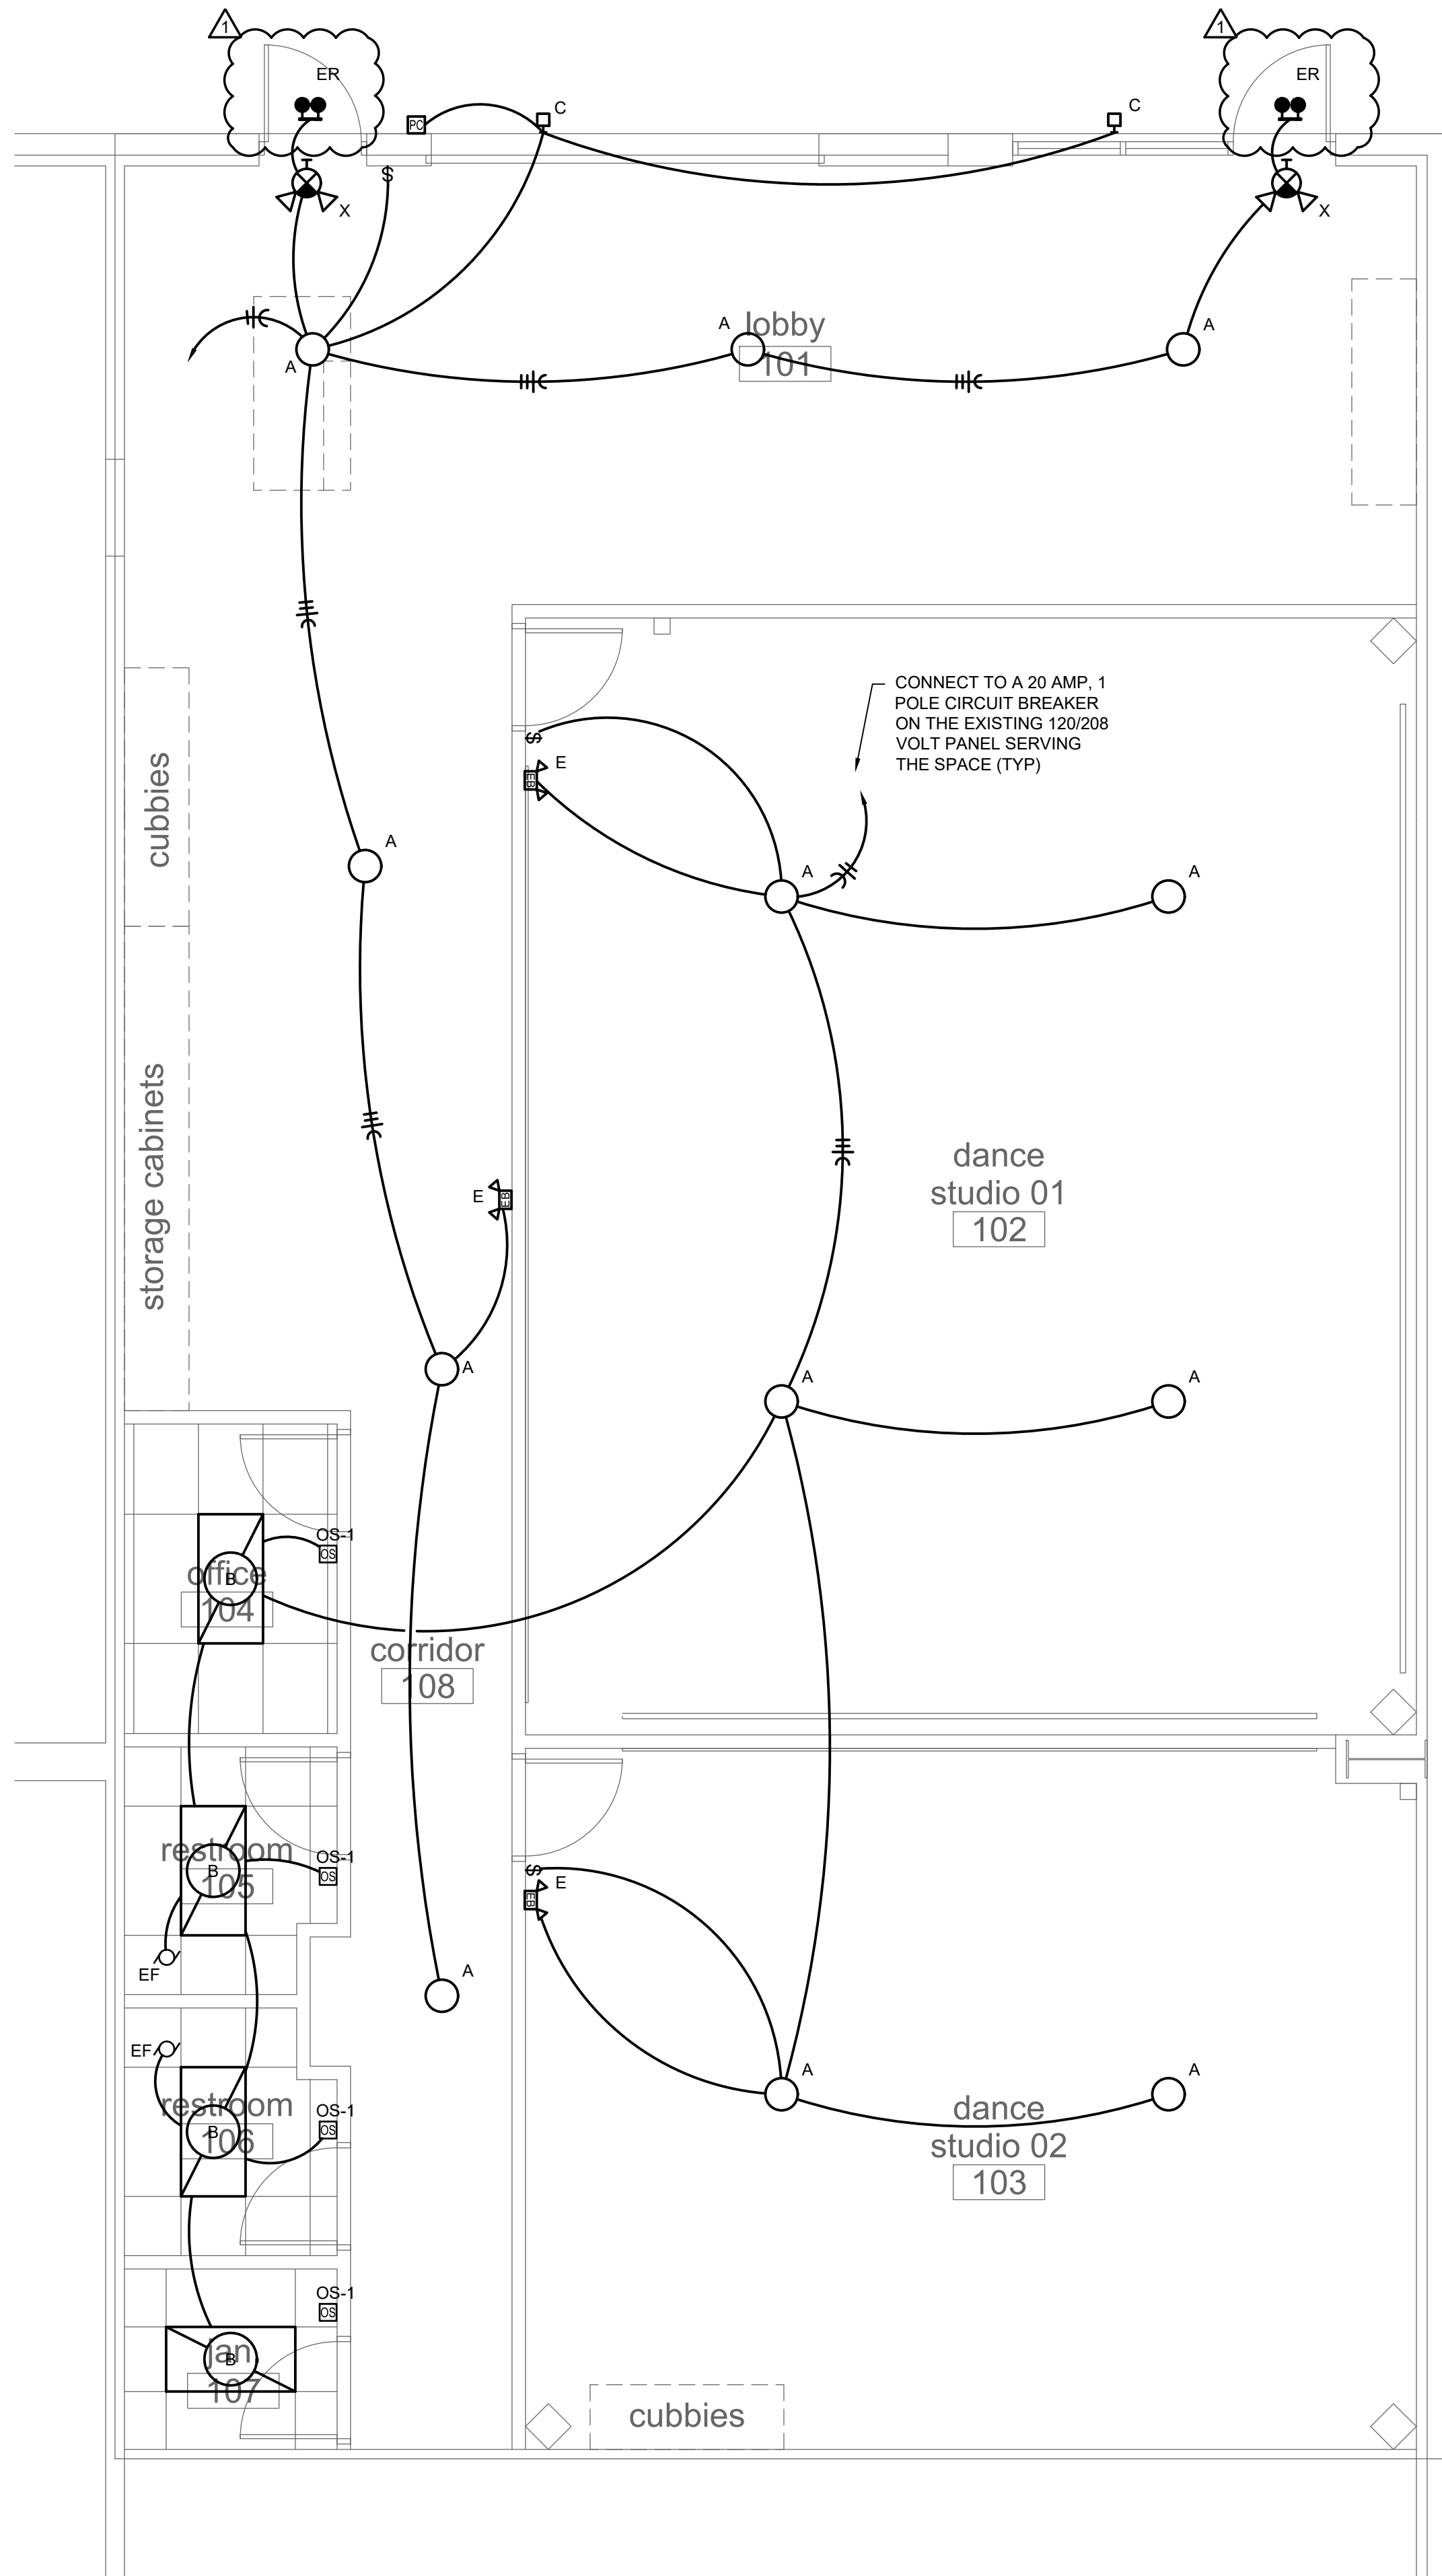 1
1
ER
ER
C
C
PC
$
X
X
A
lobby
A
101
A
CONNECT TO A 20 AMP, 1
POLE CIRCUIT BREAKER
ON THE EXISTING 120/208
VOLT PANEL SERVING
THE SPACE (TYP)
$
E
EB
cubbies
A
A
A
storage cabinets
E
EB
dance
studio 01
102
A
A
A
OS-1
OS
office
B
104
corridor
108
OS-1
OS
restroom
B
105
$
E
EB
EF
A
EF
A
A
restroom
B
106
OS-1
OS
dance
studio 02
103
OS-1
OS
jan.
B
107
cubbies